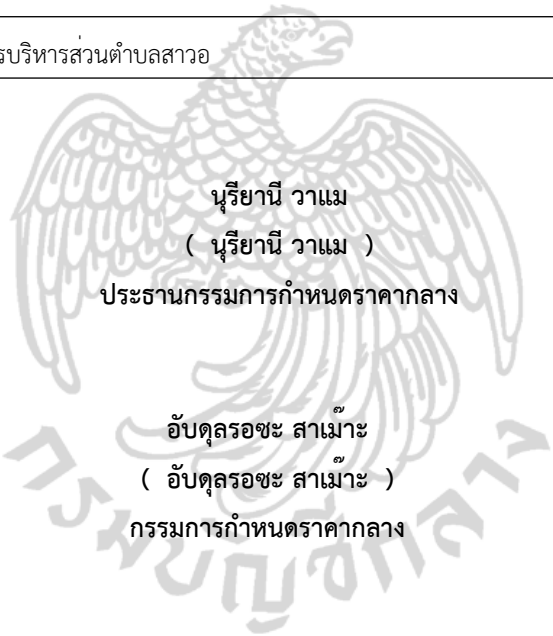 รบริหารส่วนตำบลสาวอ
นุรียานี วาแม
( นุรียานี วาแม )
ประธานกรรมการกำหนดราคากลาง
อับดุลรอซะ สาเม๊าะ
( อับดุลรอซะ สาเม๊าะ )
กรรมการกำหนดราคากลาง
กรมบัญชีกลาง